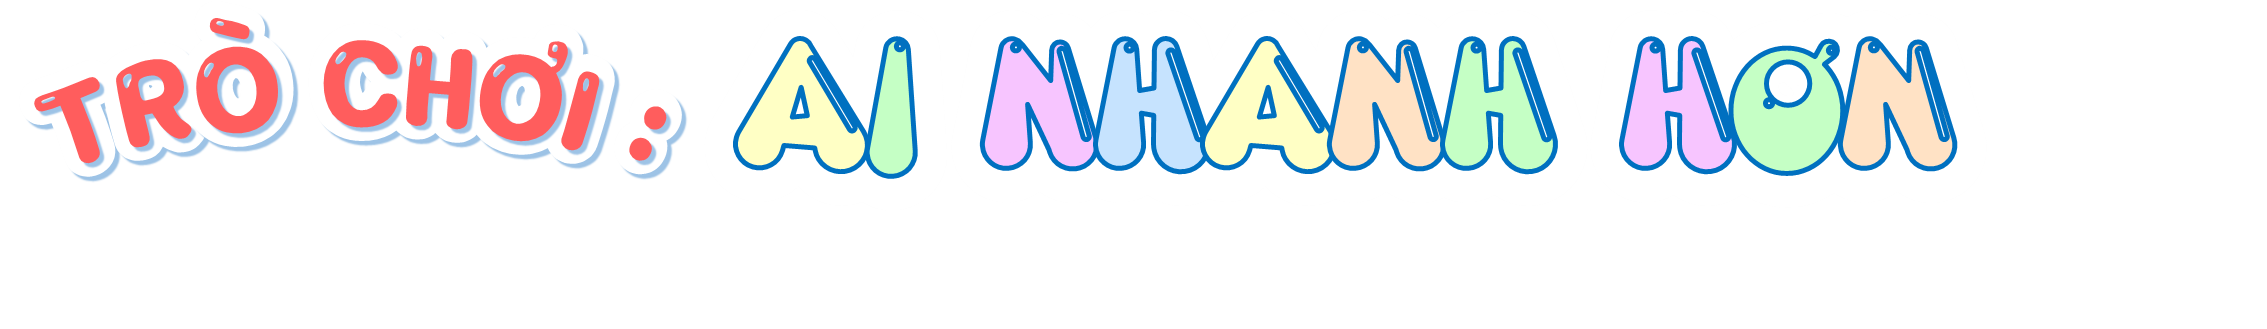 TRÒ CHƠI : AI NHANH HƠN